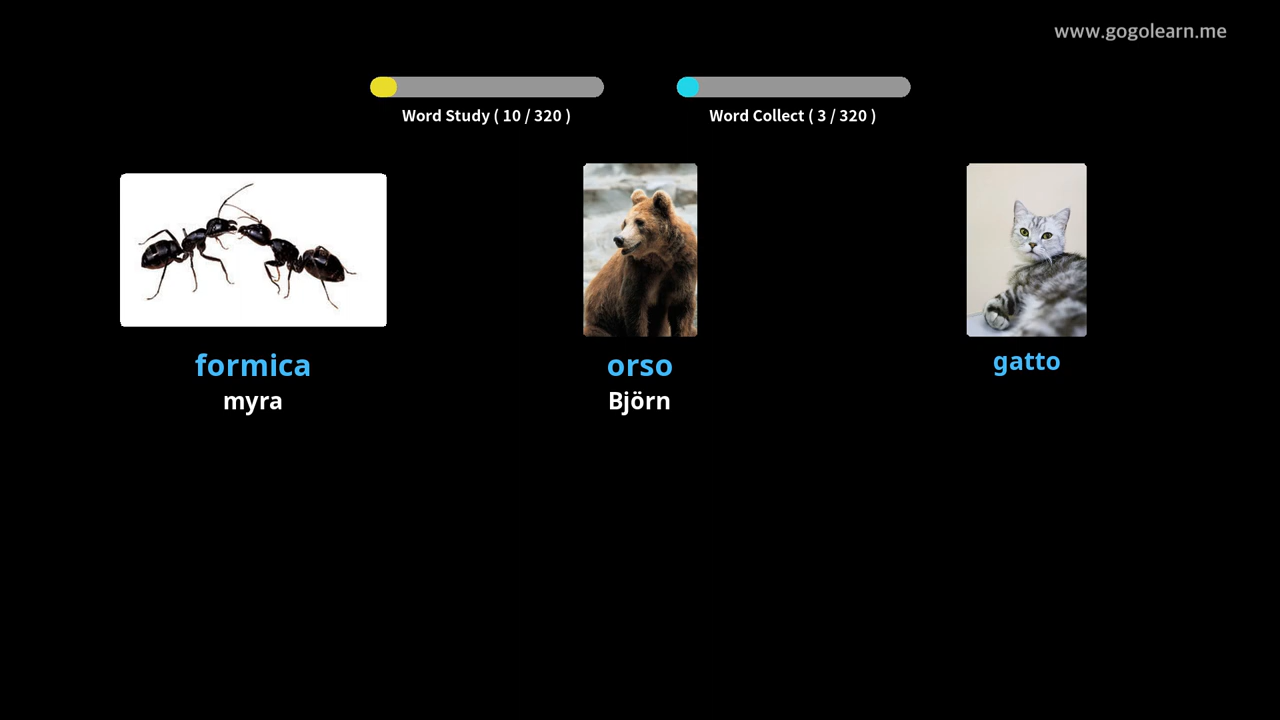 www.gogolearn.me
Word Study ( 10 / 320 )
Word Collect ( 3 / 320 )
formica
orso
gatto
myra
Björn